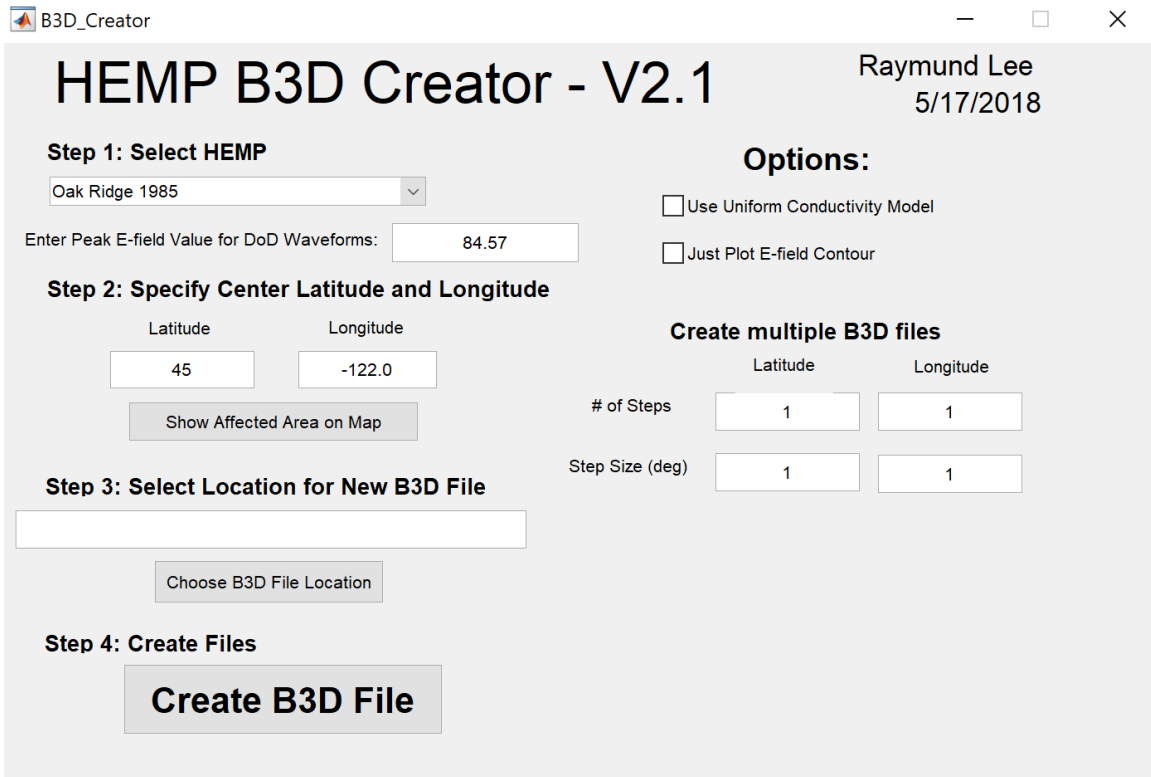 B3D_Creator
HEMP B3D Creator - V2.1
Raymund Lee
5/17/2018
Step 1: Select HEMP
Oak Ridge 1985
Enter Peak E-field Value for DoD Waveforms:
84.57
Step 2: Specify Center Latitude and Longitude
Latitude
Longitude
45
-122.0
Show Affected Area on Map
Step 3: Select Location for New B3D File
Choose B3D File Location
Step 4: Create Files
Create B3D File
Options:
Use Uniform Conductivity Model
Just Plot E-field Contour
Create multiple B3D files
Latitude
Longitude
# of Steps
1
1
Step Size (deg)
1
1